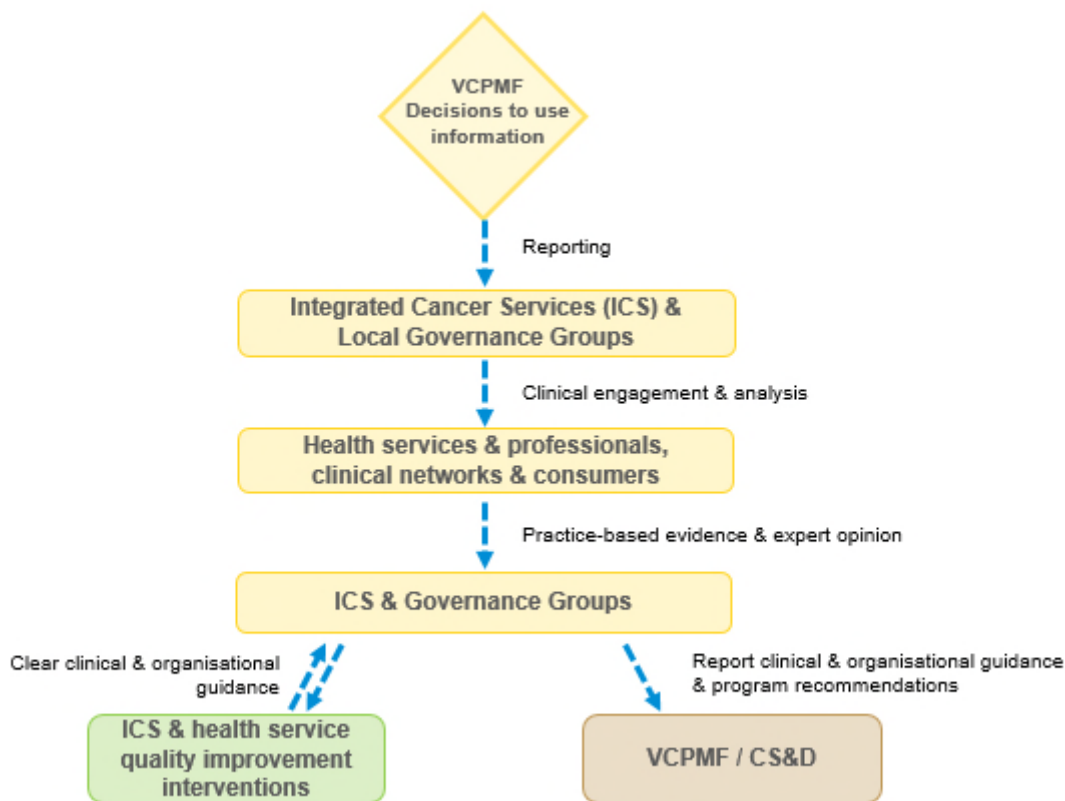 VCPMF
Decisions to use
information
Reporting
Integrated Cancer Services (ICS) &
Local Governance Groups
Clinical engagement & analysis
Health services & professionals,
clinical networks & consumers
Practice-based evidence & expert opinion
ICS & Governance Groups
Clear clinical & organisational
guidance
Report clinical & organisational guidance
& program recommendations
ICS & health service
quality improvement
interventions
VCPMF / CS&D